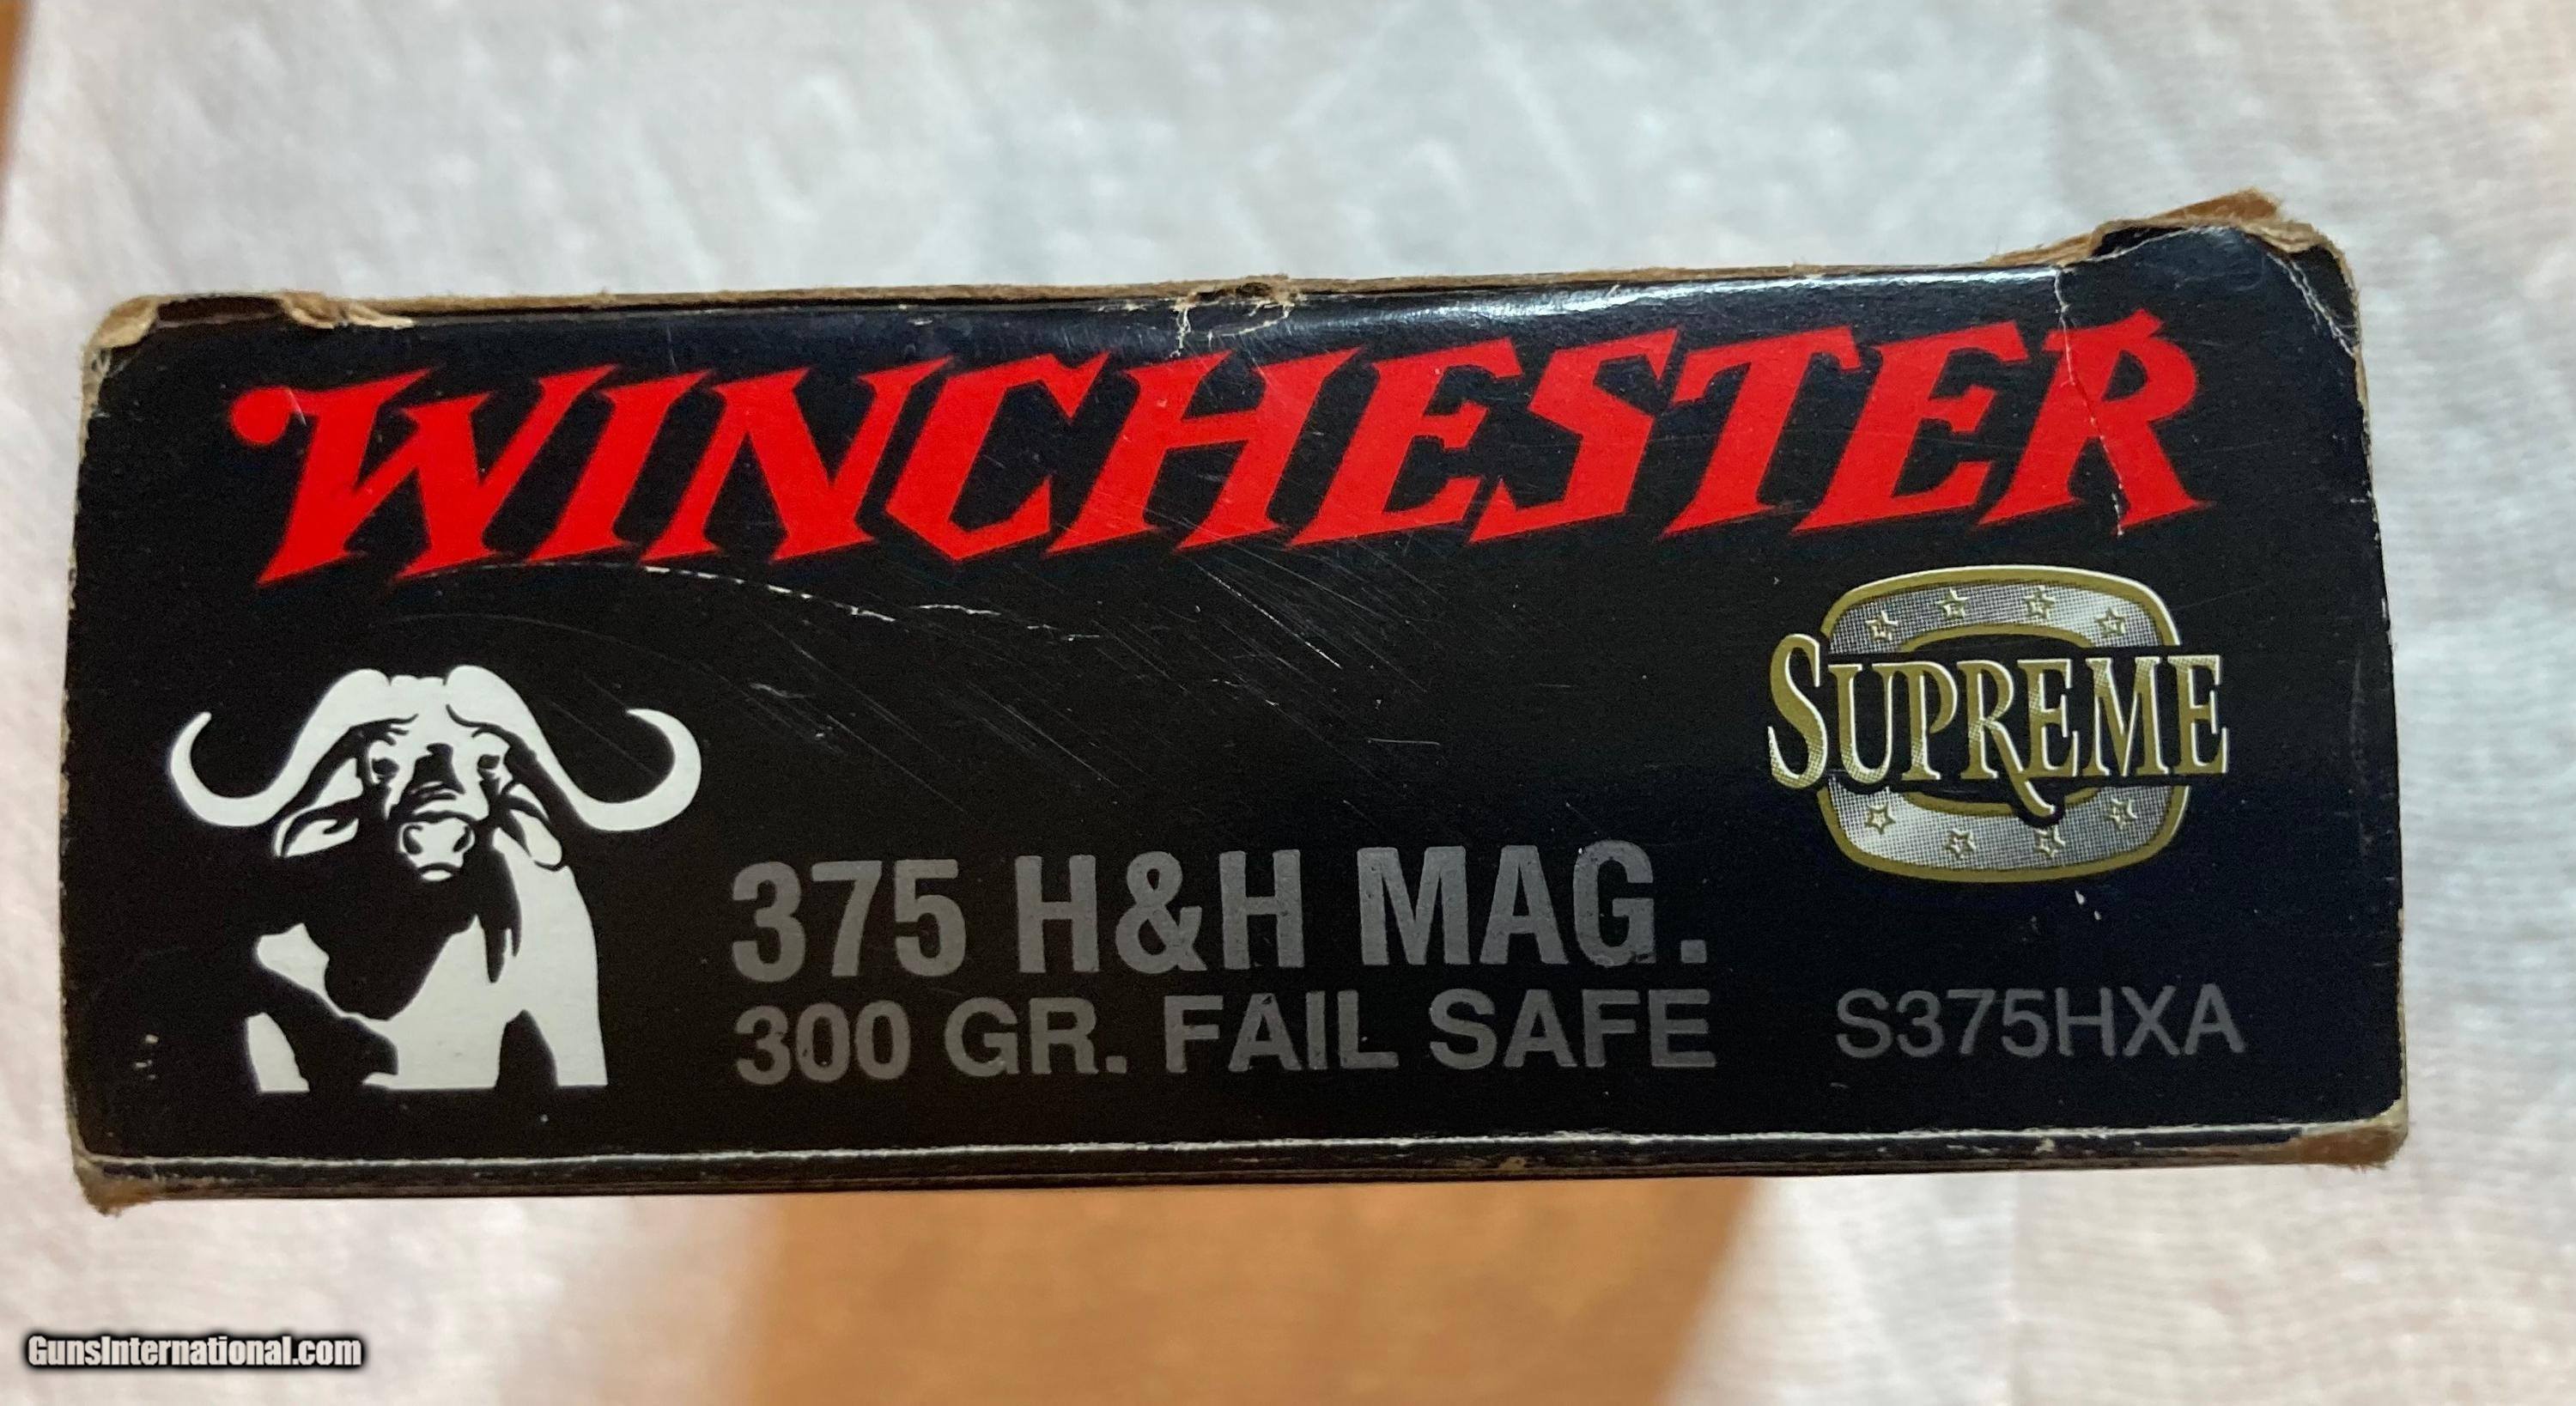 WINCHESTER
SUPREME
375 H&H MAG.
300 GR. FAIL SAFE
S375HXA
GunsInternational.com